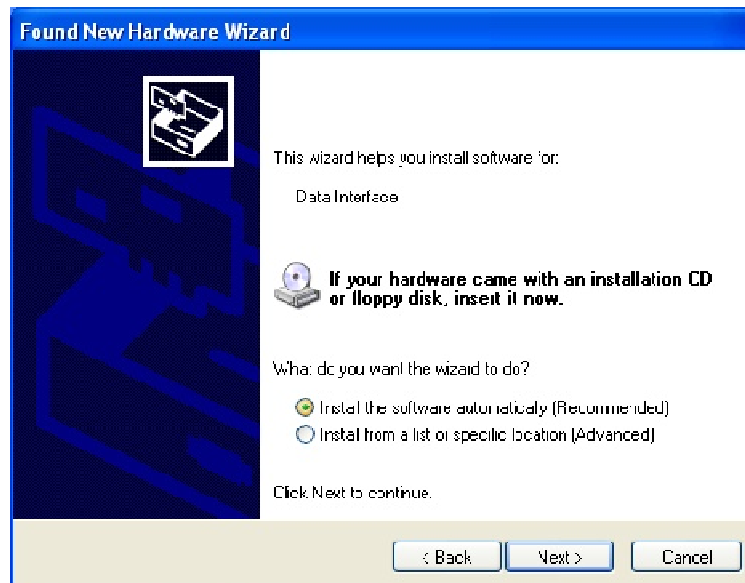 Found New Hardware Wizard
This wizard helps you install software for:
Data Interface
If your hardware came with an installation CD
or floppy disk, insert it now.
What do you want the wizard to do?
Install the software automatically (Recommended)
Install from a list or specific location (Advanced)
Click Next to continue.
< Back
Next >
Cancel